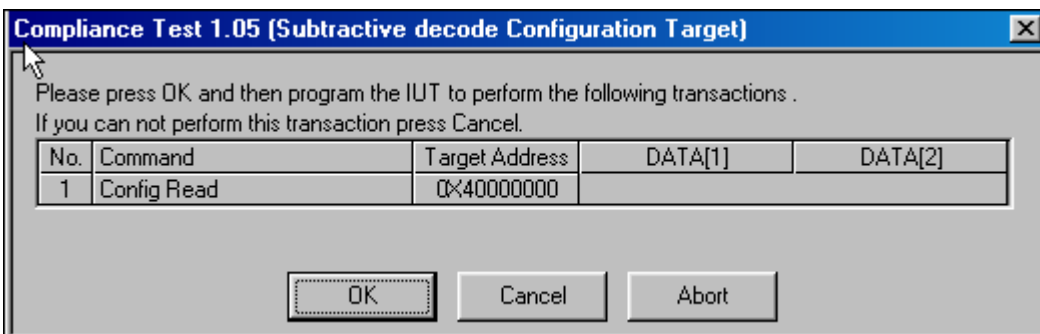 Compliance Test 1.05 (Subtractive decode Configuration Target)
Please press OK and then program the IUT to perform the following transactions .
If you can not perform this transaction press Cancel.
No. Command Target Address DATA[1] DATA[2]
1 Config Read 0X40000000
OK Cancel Abort